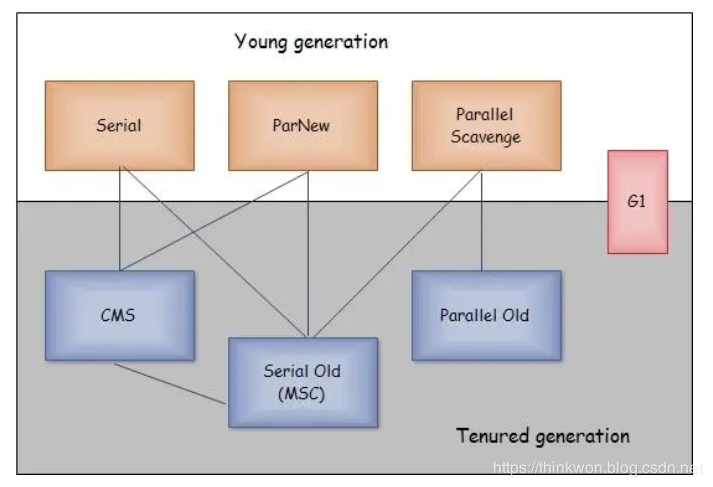 Young generation
Serial
ParNew
Parallel
Scavenge
G1
CMS
Serial Old
(MSC)
Parallel Old
Tenured generation
https://thinkwon.blog.csdn.net